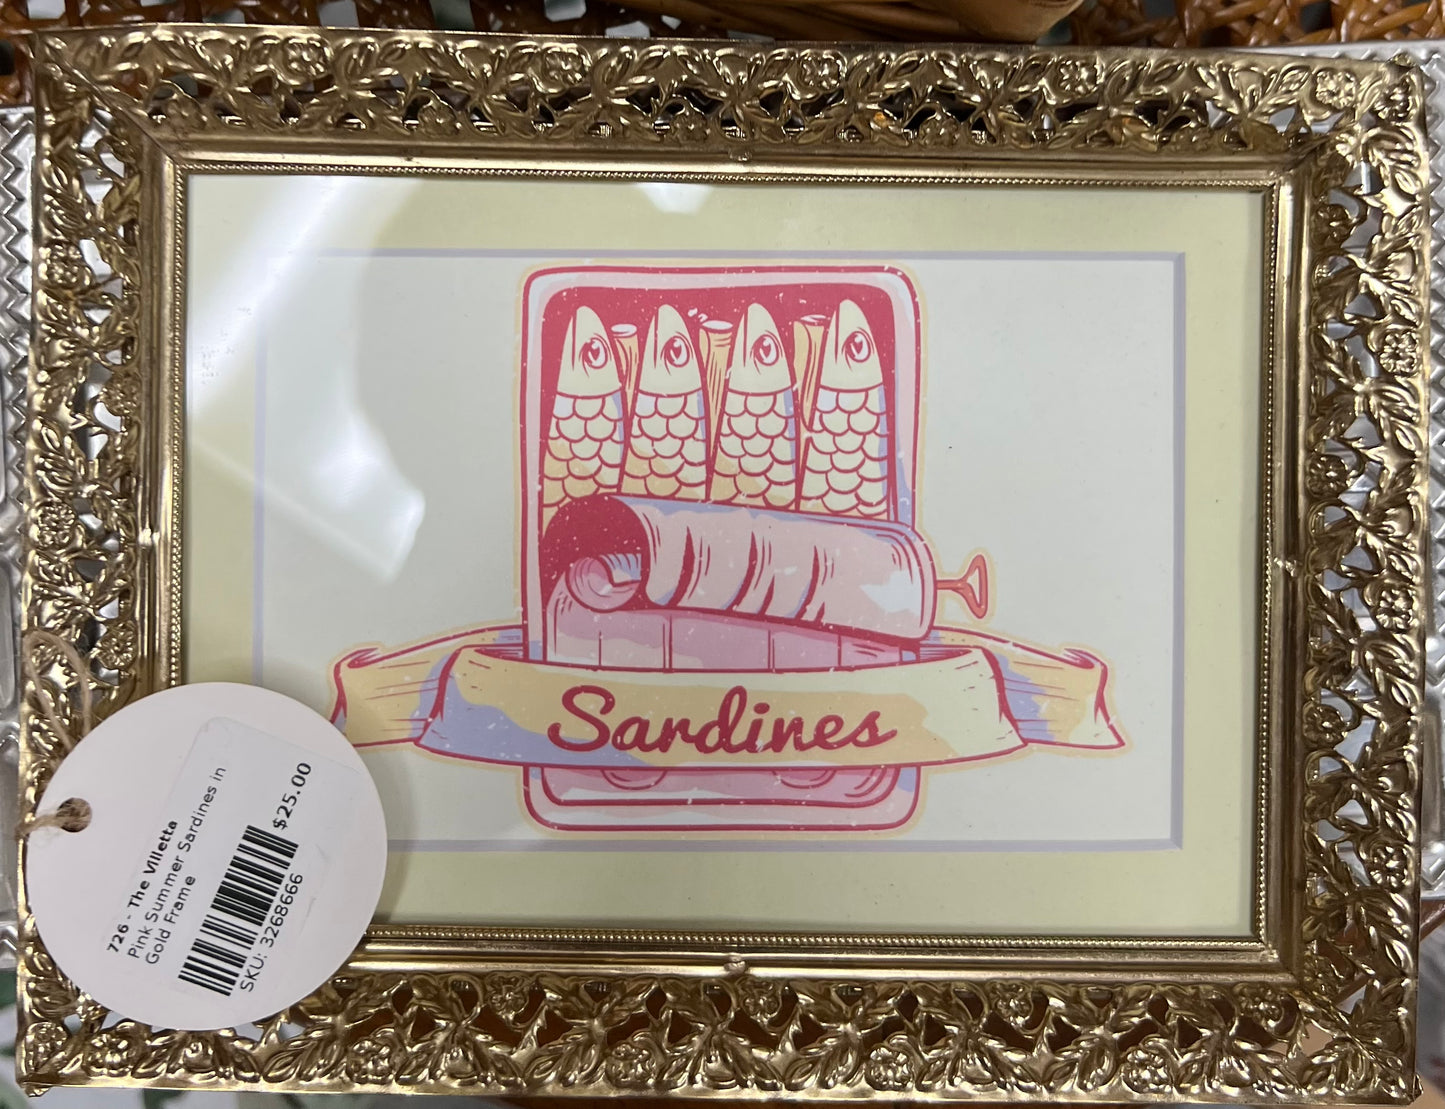 Sardines
726 - The Villetta
Pink Summer Sardines in
Gold Frame
SKU: 3268666
$25.00